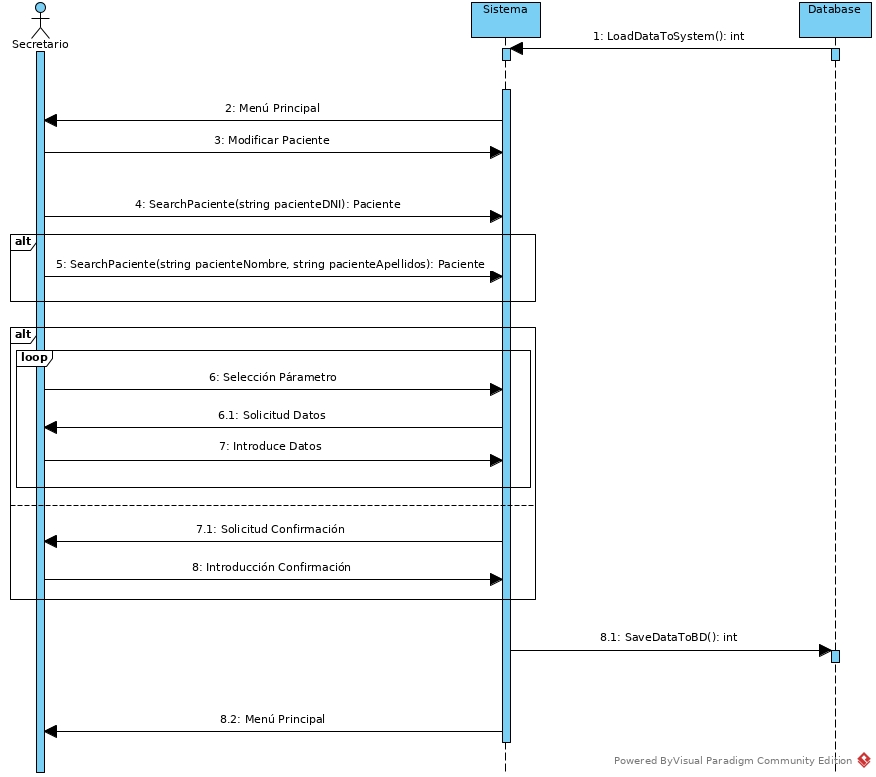 Sistema
Database
Secretario
1: LoadDataToSystem(): int
2: Menú Principal
3: Modificar Paciente
4: SearchPaciente(string pacienteDNI): Paciente
alt
5: SearchPaciente(string pacienteNombre, string pacienteApellidos): Paciente
alt
loop
6: Selección Párametro
6.1: Solicitud Datos
7: Introduce Datos
7.1: Solicitud Confirmación
8: Introducción Confirmación
8.1: SaveDataToBD(): int
8.2: Menú Principal
Powered ByVisual Paradigm Community Edition